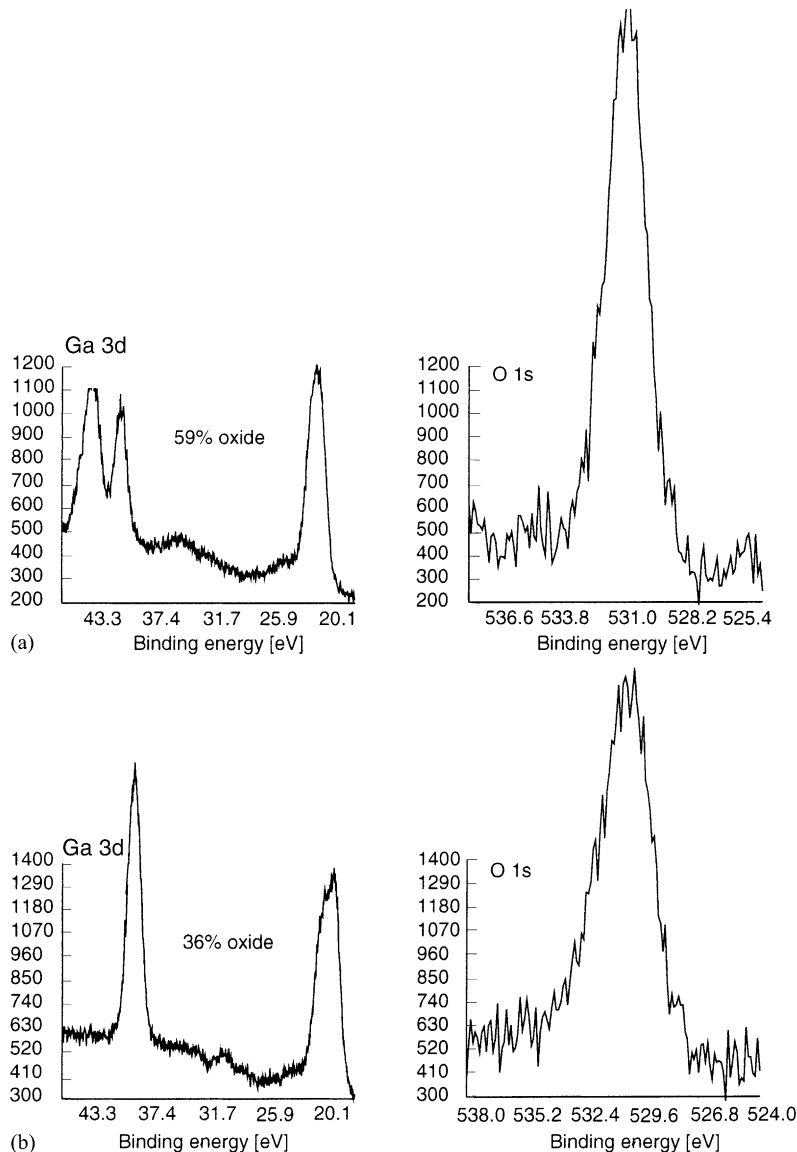 Ga 3d
1200
1100
1000
900
800
700
600
500
400
300
200
59% oxide
43.3 37.4 31.7 25.9 20.1
Binding energy [eV]
O 1s
1200
1100
1000
900
800
700
600
500
400
300
200
536.6 533.8 531.0 528.2 525.4
Binding energy [eV]
(a)
Ga 3d
1400
1290
1180
1070
960
850
740
630
520
410
300
36% oxide
43.3 37.4 31.7 25.9 20.1
Binding energy [eV]
O 1s
1400
1290
1180
1070
960
850
740
630
520
410
300
538.0 535.2 532.4 529.6 526.8 524.0
Binding energy [eV]
(b)